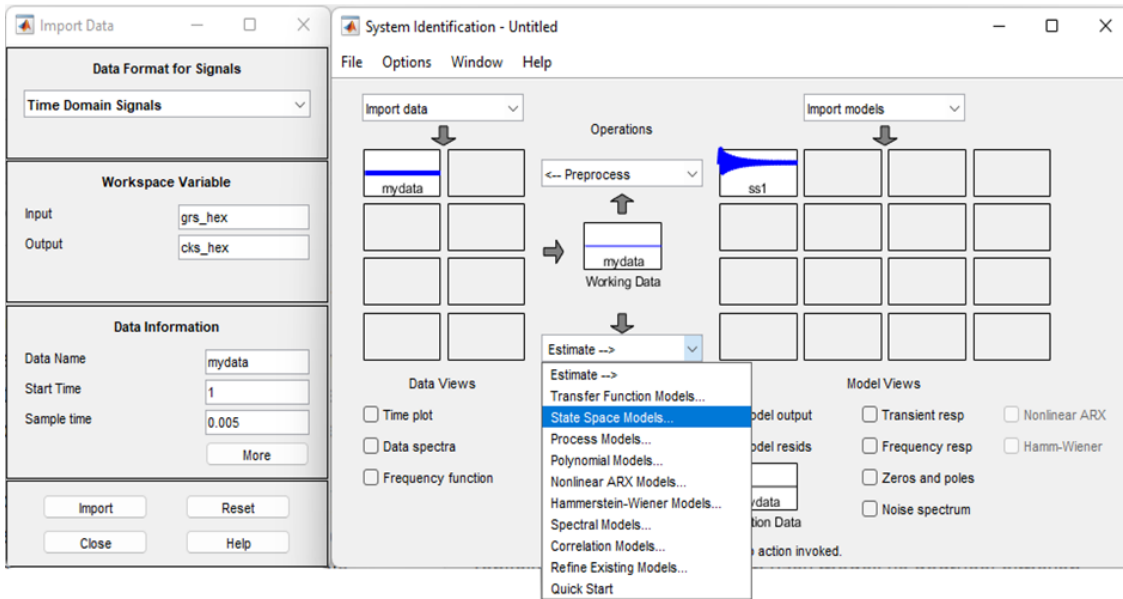 Import Data
Data Format for Signals
Time Domain Signals
Workspace Variable
Input
grs_hex
Output
cks_hex
Data Information
Data Name
mydata
Start Time
1
Sample time
0.005
More
Import
Reset
Close
Help
System Identification - Untitled
File Options Window Help
Import data
mydata
Operations
<-- Preprocess
mydata
Working Data
Import models
ss1
Estimate -->
Estimate -->
Transfer Function Models...
State Space Models...
Process Models...
Polynomial Models...
Nonlinear ARX Models...
Hammerstein-Wiener Models...
Spectral Models...
Correlation Models...
Refine Existing Models...
Quick Start
Data Views
Time plot
Data spectra
Frequency function
Model Views
output
Transient resp
Nonlinear ARX
resids
Frequency resp
Hamm-Wiener
Zeros and poles
Noise spectrum
Data
action invoked.